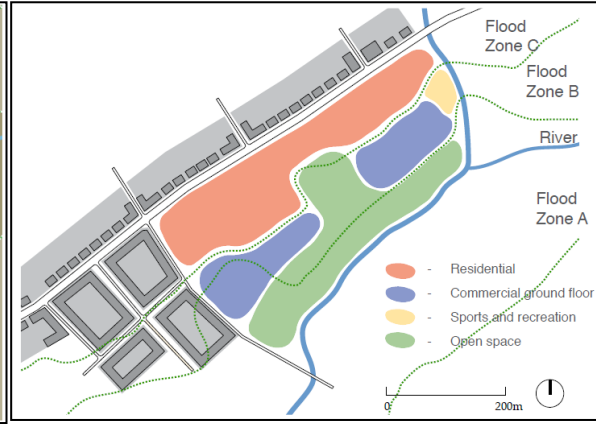 Flood
Zone C
Flood
Zone B
River
Flood
Zone A
- Residential
- Commercial ground floor
- Sports and recreation
- Open space
0 200m